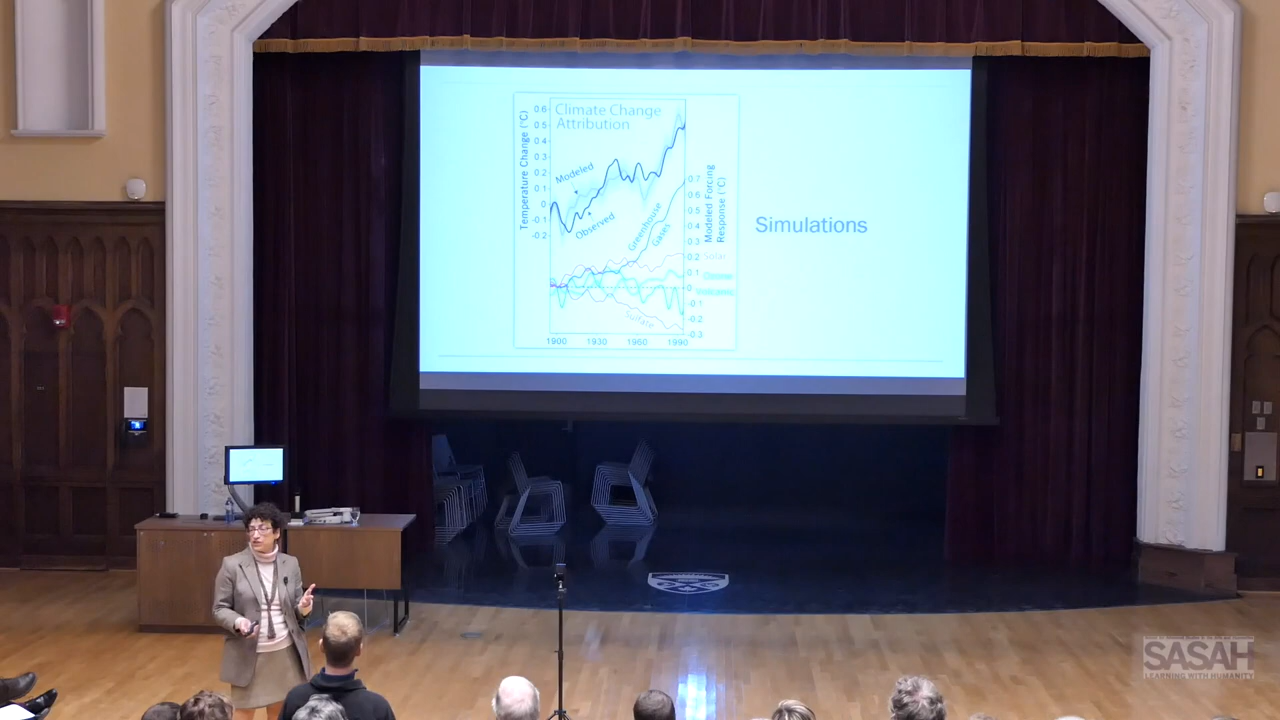 Climate Change
Attribution
Temperature Change (°C)
0.6
0.5
0.4
0.3
0.2
0.1
0
-0.1
-0.2
Modeled
Observed
Greenhouse
Gases
Modeled Forcing
Response (°C)
0.7
0.6
0.5
0.4
0.3
0.2
0.1
0
-0.1
-0.2
-0.3
Solar
Ozone
Volcanic
Sulfate
1900 1930 1960 1990
Simulations
SASAH
LEARNING WITH HUMANITY